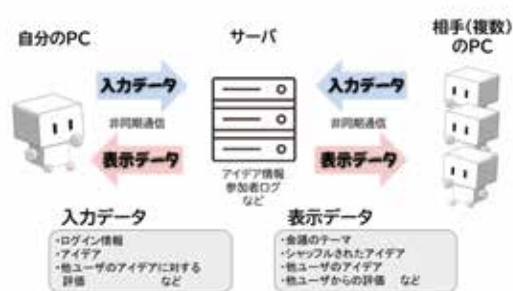 自分のPC
サーバ
相手(複数)
のPC
入力データ
入力データ
非同期通信
非同期通信
表示データ
表示データ
アイデア情報
参加者ログ
など
入力データ
・ログイン情報
・アイデア
・他ユーザのアイデアに対する
評価 など
表示データ
・会議のテーマ
・シャッフルされたアイデア
・他ユーザのアイデア
・他ユーザからの評価 など